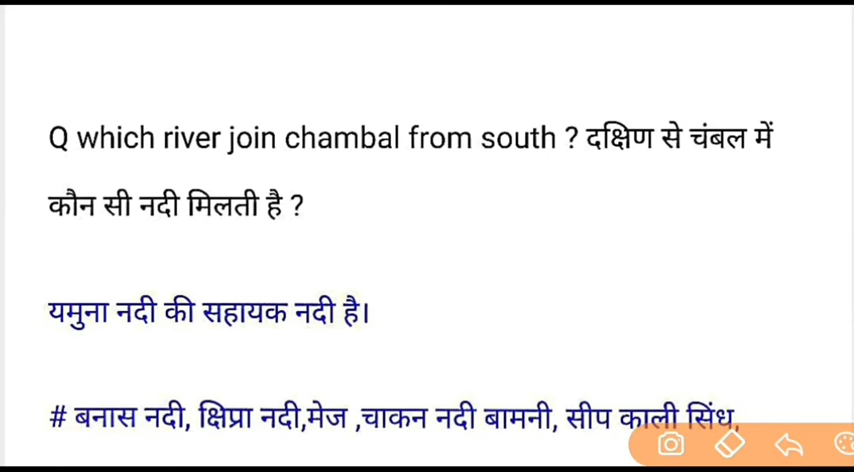 Q which river join chambal from south ? दक्षिण से चंबल में
कौन सी नदी मिलती है ?
यमुना नदी की सहायक नदी है।
# बनास नदी, क्षिप्रा नदी,मेज ,चाकन नदी बामनी, सीप काली सिंध,